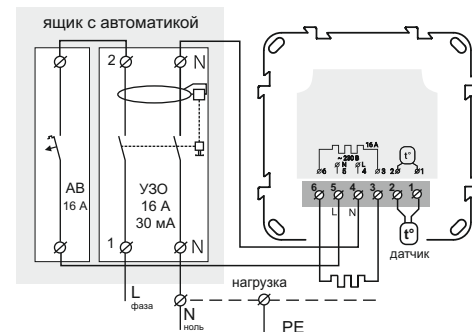 ящик с автоматикой
2
N
АВ
16 А
УЗО
16 А
30 мА
1
N
L
фаза
N
ноль
нагрузка
PE
16 A
~ 230 В
N
L
6
5
4
3
2
1
t°
6
5
4
3
2
1
L
N
t°
датчик